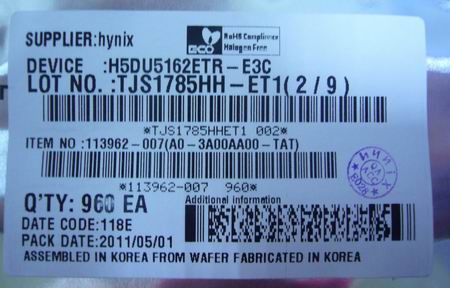 SUPPLIER:hynix
ECO
RoHS Compliance
Halogen Free
DEVICE :H5DU5162ETR-E3C
LOT NO.:TJS1785HH-ET1(2/9)
*TJS1785HHET1 002*
ITEM NO :113962-007(A0-3A00AA00-TAT)
*113962-007 960*
Q'TY: 960 EA
Additional information
DATE CODE:118E
PACK DATE:2011/05/01
ASSEMBLED IN KOREA FROM WAFER FABRICATED IN KOREA